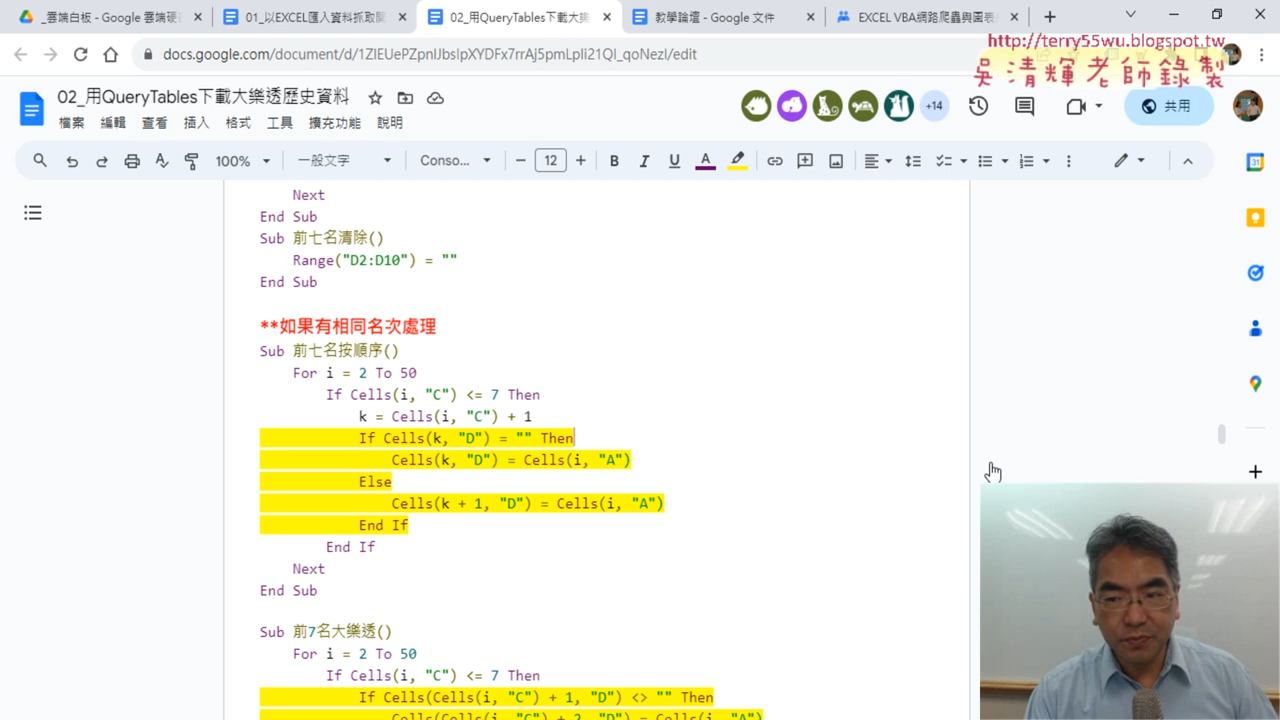 _雲端白板 - Google 雲端硬
01_以EXCEL匯入資料抓取開
02_用QueryTables下載大樂
教學論壇 - Google 文件
EXCEL VBA網路爬蟲與圖表
docs.google.com/document/d/1ZlEUePZpnIJbsIpXYDFx7rrAj5pmLpIi21QI_qoNezI/edit
http://terry55wu.blogspot.tw
吳清輝老師錄製
02_用QueryTables下載大樂透歷史資料
檔案 編輯 查看 插入 格式 工具 擴充功能 說明
+14
共用
100% 一般文字 Conso... 12 B I U A
Next
End Sub
Sub 前七名清除()
Range("D2:D10") = ""
End Sub
**如果有相同名次處理
Sub 前七名按順序()
For i = 2 To 50
If Cells(i, "C") <= 7 Then
k = Cells(i, "C") + 1
If Cells(k, "D") = "" Then
Cells(k, "D") = Cells(i, "A")
Else
Cells(k + 1, "D") = Cells(i, "A")
End If
End If
Next
End Sub
Sub 前7名大樂透()
For i = 2 To 50
If Cells(i, "C") <= 7 Then
If Cells(Cells(i, "C") + 1, "D") <> "" Then
Cells(Cells(i, "C") + 2, "D") = Cells(i, "A")